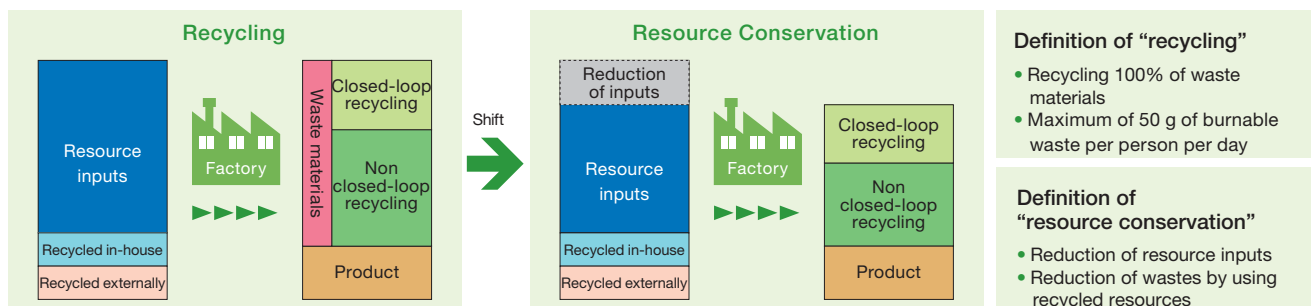 Recycling
Resource
inputs
Recycled in-house
Recycled externally
Factory
Waste materials
Closed-loop
recycling
Non
closed-loop
recycling
Product
Shift
Resource Conservation
Reduction
of inputs
Resource
inputs
Recycled in-house
Recycled externally
Factory
Closed-loop
recycling
Non
closed-loop
recycling
Product
Definition of “recycling”
• Recycling 100% of waste
materials
• Maximum of 50 g of burnable
waste per person per day
Definition of
“resource conservation”
• Reduction of resource inputs
• Reduction of wastes by using
recycled resources